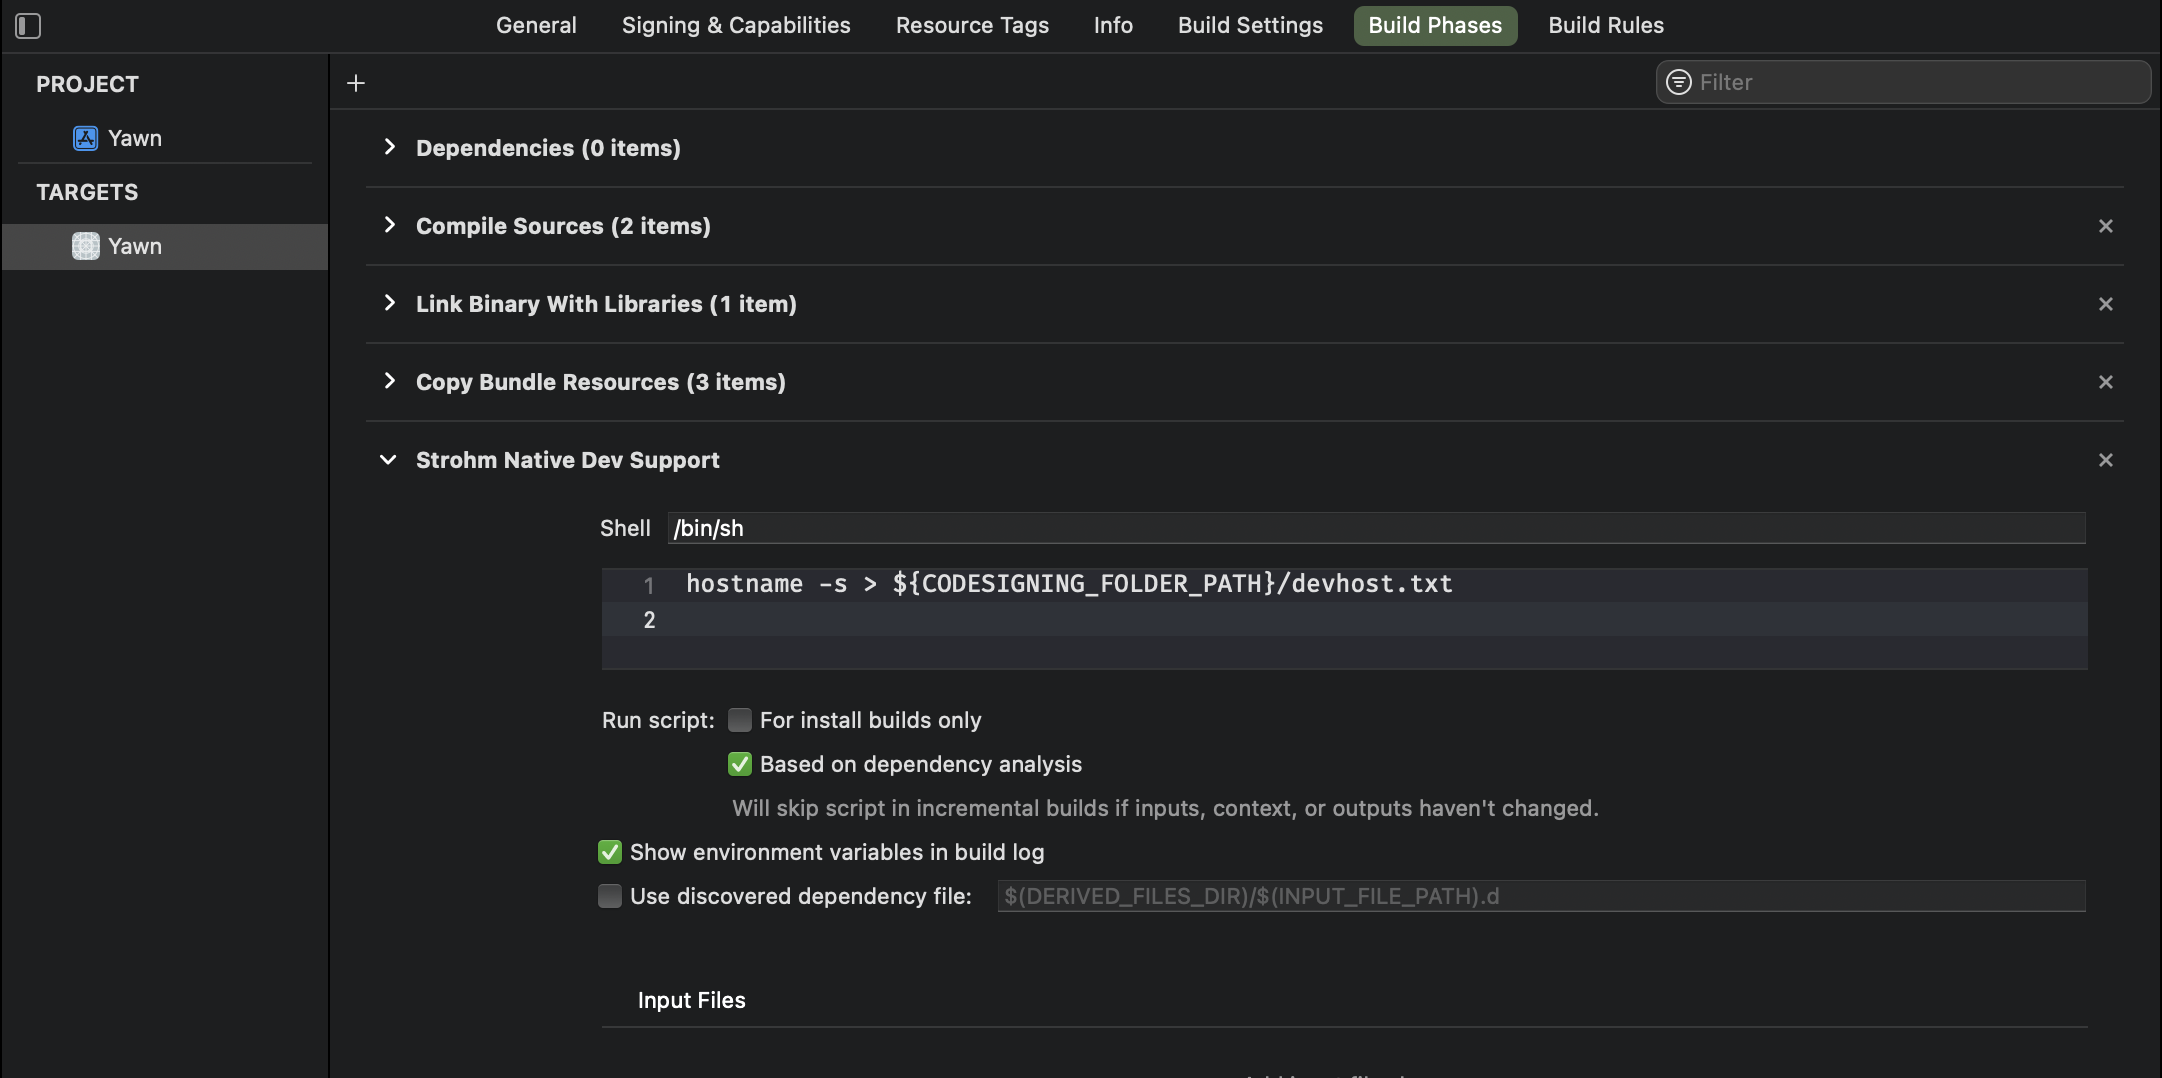 General Signing & Capabilities Resource Tags Info Build Settings Build Phases Build Rules
PROJECT
Yawn
TARGETS
Yawn
Filter
Dependencies (0 items)
Compile Sources (2 items)
Link Binary With Libraries (1 item)
Copy Bundle Resources (3 items)
Strohm Native Dev Support
Shell /bin/sh
1 hostname -s > ${CODESIGNING_FOLDER_PATH}/devhost.txt
2
Run script: For install builds only
Based on dependency analysis
Will skip script in incremental builds if inputs, context, or outputs haven't changed.
Show environment variables in build log
Use discovered dependency file: $(DERIVED_FILES_DIR)/$(INPUT_FILE_PATH).d
Input Files